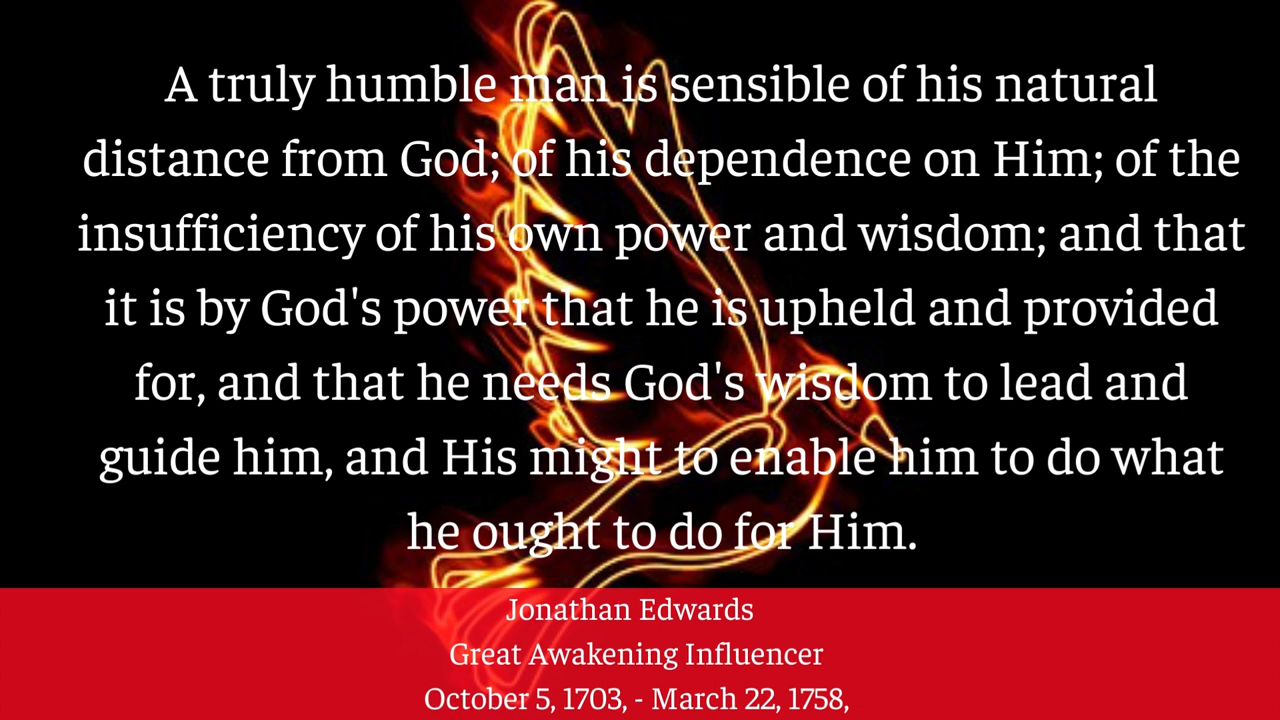 A truly humble man is sensible of his natural
distance from God; of his dependence on Him; of the
insufficiency of his own power and wisdom; and that
it is by God's power that he is upheld and provided
for, and that he needs God's wisdom to lead and
guide him, and His might to enable him to do what
he ought to do for Him.
Jonathan Edwards
Great Awakening Influencer
October 5, 1703, - March 22, 1758,